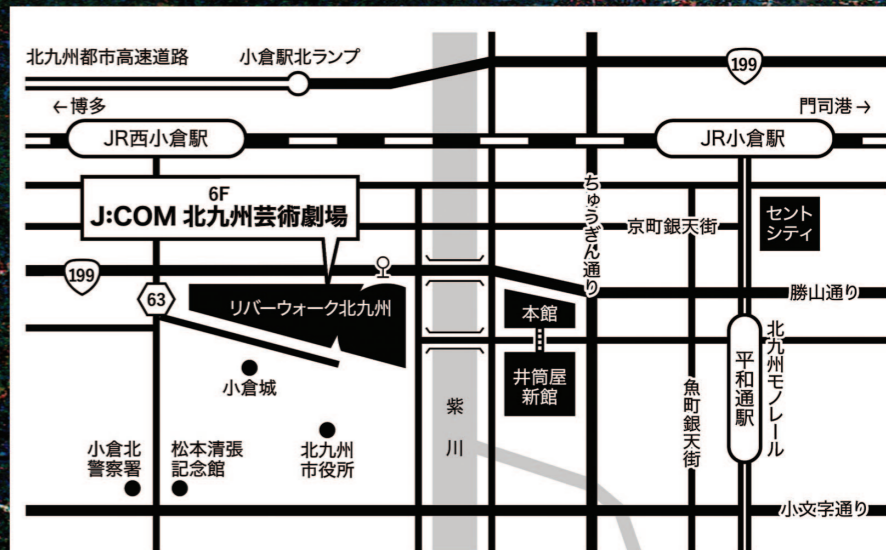 北九州都市高速道路
小倉駅北ランプ
199
←博多
門司港→
JR西小倉駅
JR小倉駅
6F
J:COM 北九州芸術劇場
ちゅうぎん通り
京町銀天街
セント
シティ
199
63
リバーウォーク北九州
本館
勝山通り
井筒屋
新館
小倉城
紫川
魚町銀天街
平和通駅
北九州モノレール
小倉北
警察署
松本清張
記念館
北九州
市役所
小文字通り